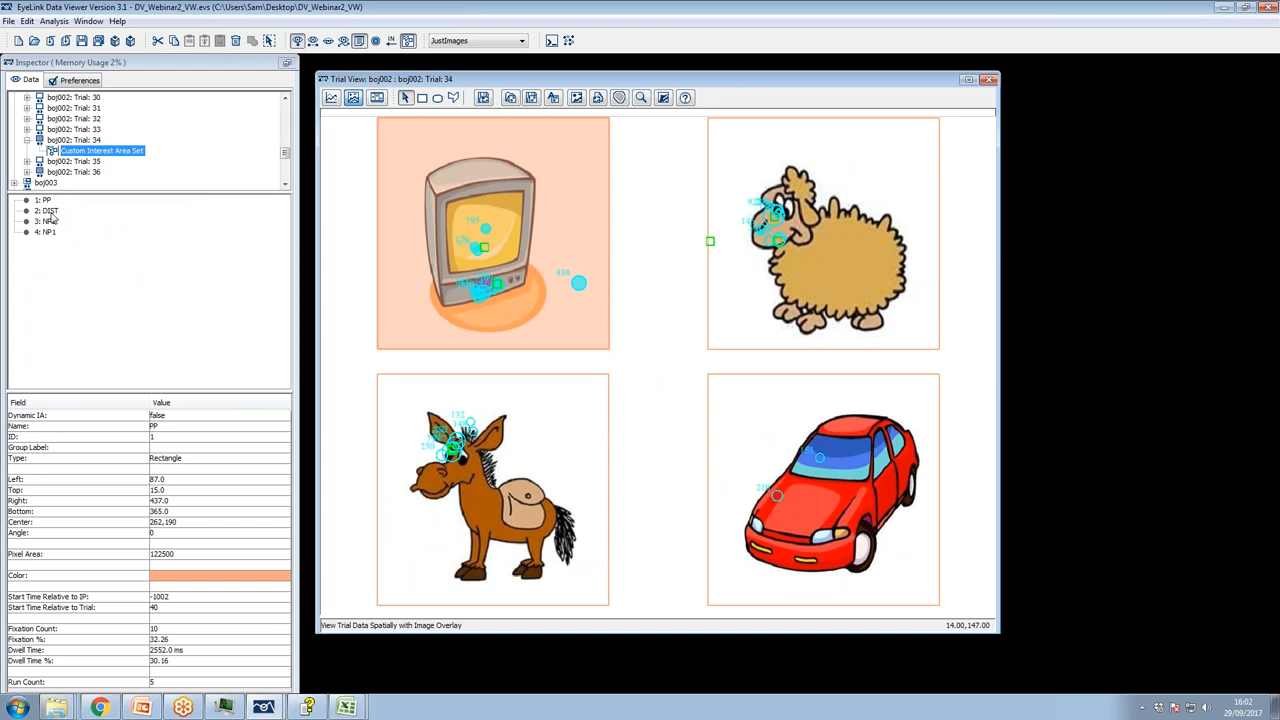 EyeLink Data Viewer Version 3.1 - DV_Webinar2_VW.evs (C:\Users\Sam\Desktop\DV_Webinar2_VW)
File Edit Analysis Window Help
JustImages
Inspector ( Memory Usage 2% )
Data Preferences
boj002: Trial: 30
boj002: Trial: 31
boj002: Trial: 32
boj002: Trial: 33
boj002: Trial: 34
Custom Interest Area Set
boj002: Trial: 35
boj002: Trial: 36
boj003
1: PP
2: DIST
3:
4: NP1
Field Value
Dynamic IA: false
Name: PP
ID: 1
Group Label:
Type: Rectangle
Left: 87.0
Top: 15.0
Right: 437.0
Bottom: 365.0
Center: 262,190
Angle: 0
Pixel Area: 122500
Color:
Start Time Relative to IP: -1002
Start Time Relative to Trial: 40
Fixation Count: 10
Fixation %: 32.26
Dwell Time: 2552.0 ms
Dwell Time %: 30.16
Run Count: 5
Trial View: boj002 : boj002: Trial: 34
IN
438
132
250
View Trial Data Spatially with Image Overlay 14.00,147.00
16:02
29/09/2017